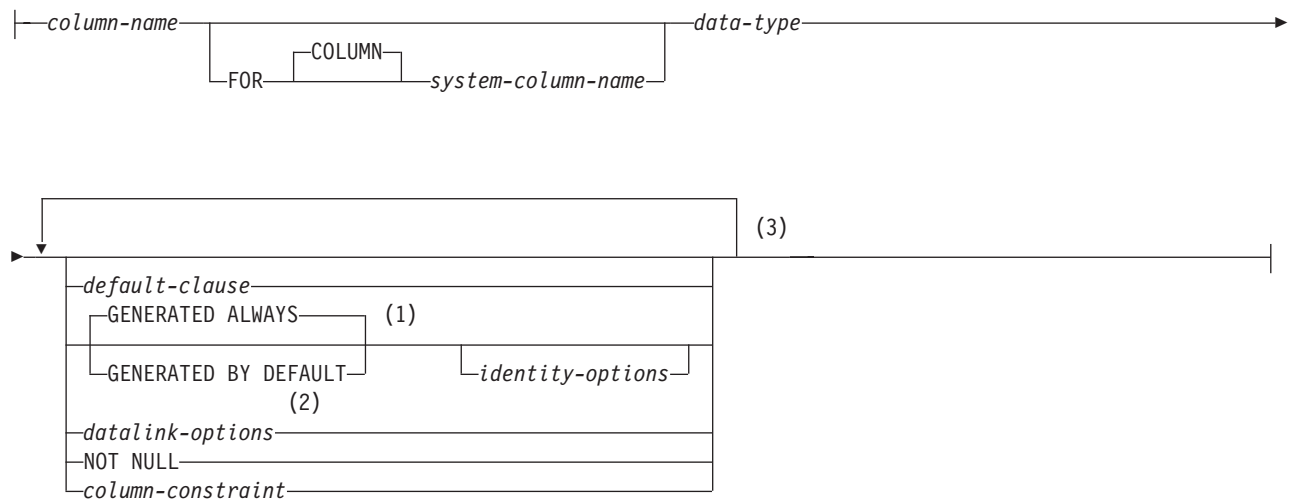 column-name data-type
COLUMN
FOR system-column-name
(3)
default-clause
GENERATED ALWAYS (1)
GENERATED BY DEFAULT identity-options
(2)
datalink-options
NOT NULL
column-constraint